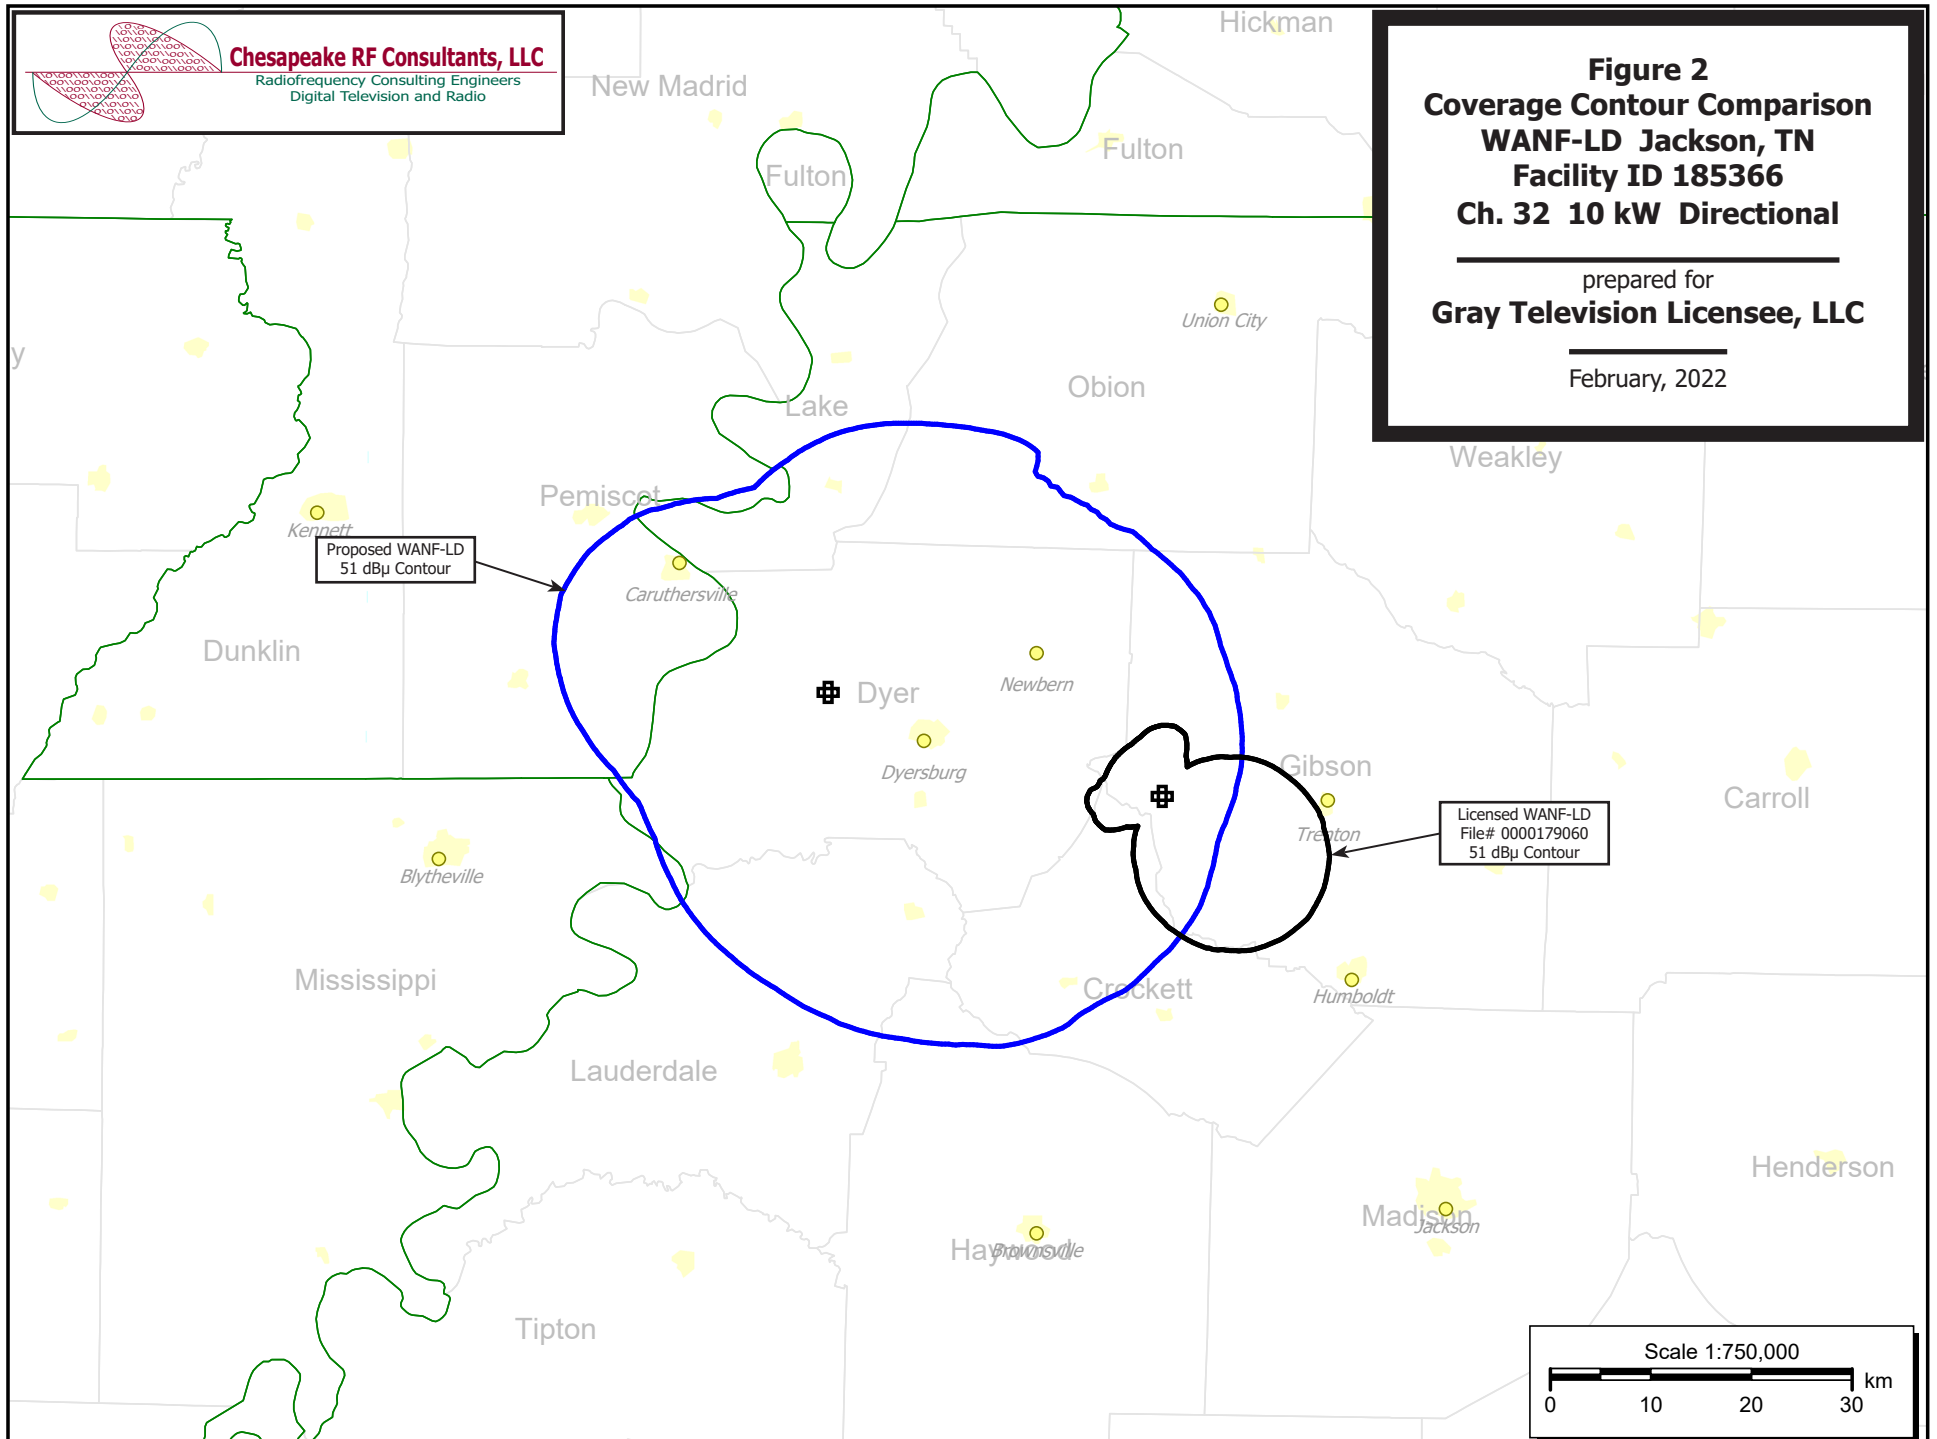 Chesapeake RF Consultants, LLC
Radiofrequency Consulting Engineers
Digital Television and Radio
Figure 2
Coverage Contour Comparison
WANF-LD Jackson, TN
Facility ID 185366
Ch. 32 10 kW Directional
prepared for
Gray Television Licensee, LLC
February, 2022
Hickman
New Madrid
Fulton
Fulton
Union City
y
Obion
Lake
Weakley
Pemiscot
Kennett
Proposed WANF-LD
51 dBµ Contour
Caruthersville
Dunklin
Newbern
Dyer
Dyersburg
Gibson
Carroll
Trenton
Licensed WANF-LD
File# 0000179060
51 dBµ Contour
Blytheville
Mississippi
Crockett
Humboldt
Lauderdale
Henderson
Madison
Jackson
Haywood
Brownsville
Tipton
Scale 1:750,000
km
0 10 20 30